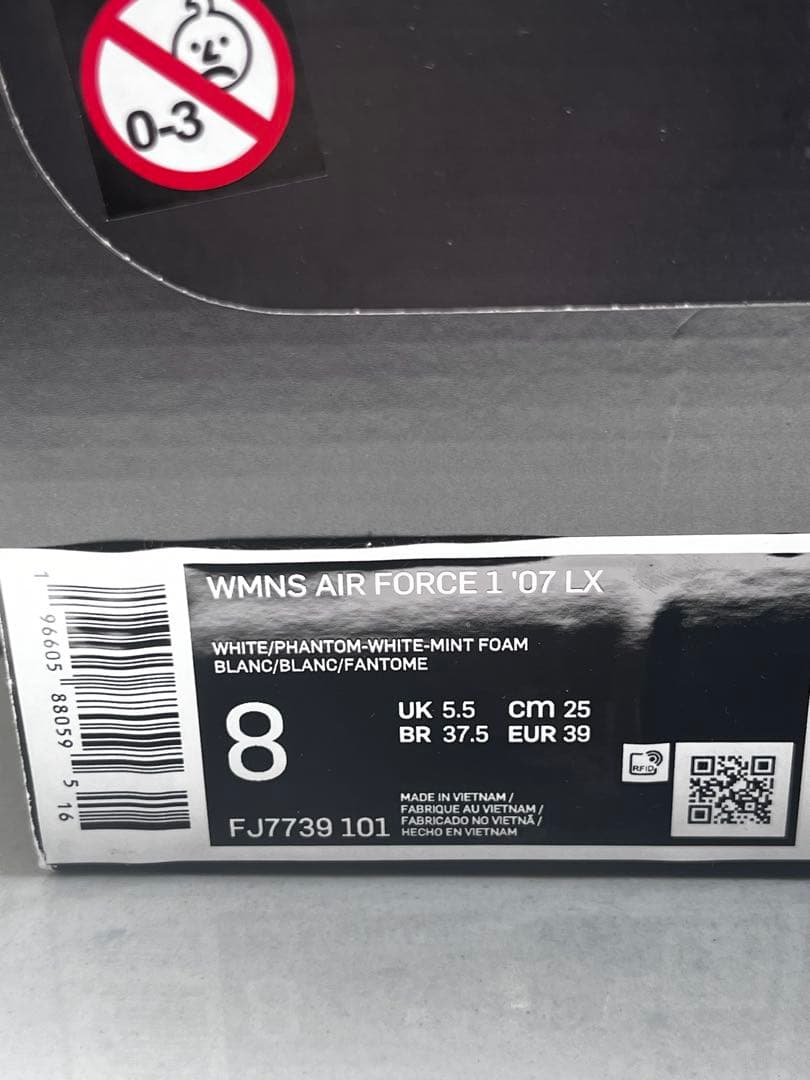 0-3
WMNS AIR FORCE 1 '07 LX
WHITE/PHANTOM-WHITE-MINT FOAM
BLANC/BLANC/FANTOME
8
UK 5.5 cm 25
BR 37.5 EUR 39
RFID
MADE IN VIETNAM /
FABRIQUE AU VIETNAM /
FABRICADO NO VIETNÃ /
HECHO EN VIETNAM
FJ7739 101
1 96605 88059 5 16